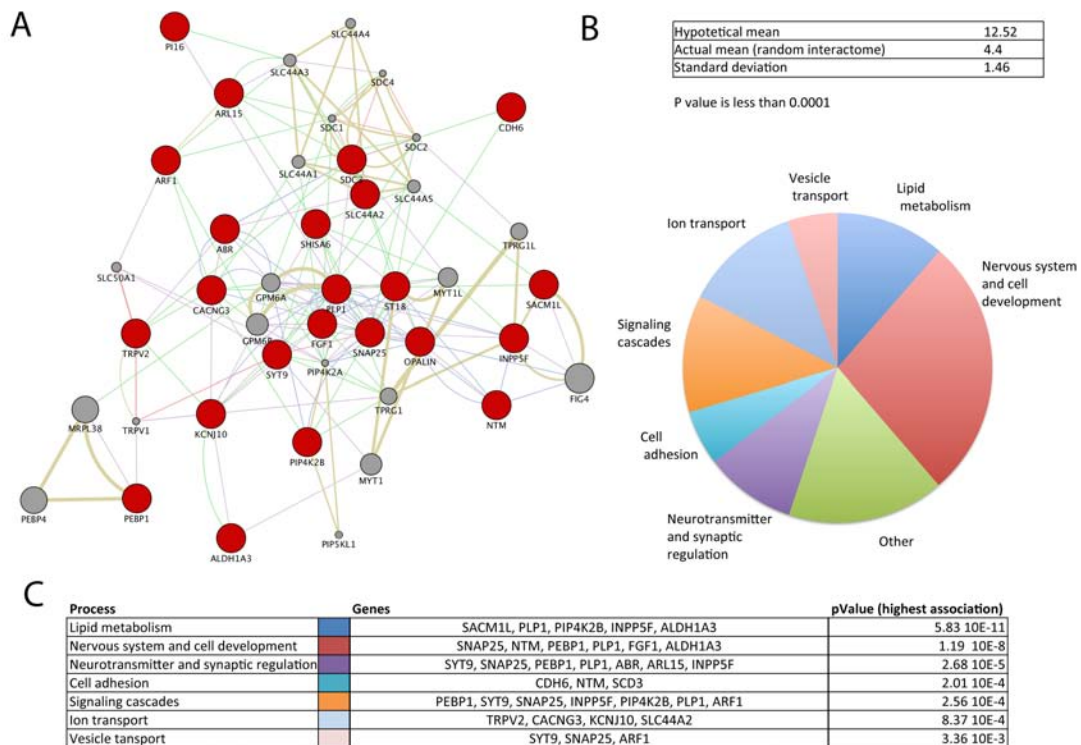 A
PI16
SLC44A4
SLC44A3
SDC4
ARL15
SDC1
CDH6
SDC2
ARF1
SLC44A1
SDC3
SLC44A5
SLC44A2
ABR
SHISA6
TPRG1L
SLC50A1
GPM6A
MYT1L
CACNG3
PLP1
ST18
SACM1L
GPM6B
FGF1
SNAP25
OPALIN
INPP5F
TRPV2
SYT9
PIP4K2A
FIG4
TPRG1
NTM
MRPL38
TRPV1
KCNJ10
PIP4K2B
MYT1
PEBP4
PEBP1
ALDH1A3
PIP5KL1
B
Hypotetical mean 12.52
Actual mean (random interactome) 4.4
Standard deviation 1.46
P value is less than 0.0001
Vesicle
transport
Lipid
metabolism
Ion transport
Nervous system
and cell
development
Signaling
cascades
Cell
adhesion
Neurotransmitter
and synaptic
regulation
Other
C
Process Genes pValue (highest association)
Lipid metabolism SACM1L, PLP1, PIP4K2B, INPP5F, ALDH1A3 5.83 10E-11
Nervous system and cell development SNAP25, NTM, PEBP1, PLP1, FGF1, ALDH1A3 1.19 10E-8
Neurotransmitter and synaptic regulation SYT9, SNAP25, PEBP1, PLP1, ABR, ARL15, INPP5F 2.68 10E-5
Cell adhesion CDH6, NTM, SCD3 2.01 10E-4
Signaling cascades PEBP1, SYT9, SNAP25, INPP5F, PIP4K2B, PLP1, ARF1 2.56 10E-4
Ion transport TRPV2, CACNG3, KCNJ10, SLC44A2 8.37 10E-4
Vesicle tansport SYT9, SNAP25, ARF1 3.36 10E-3